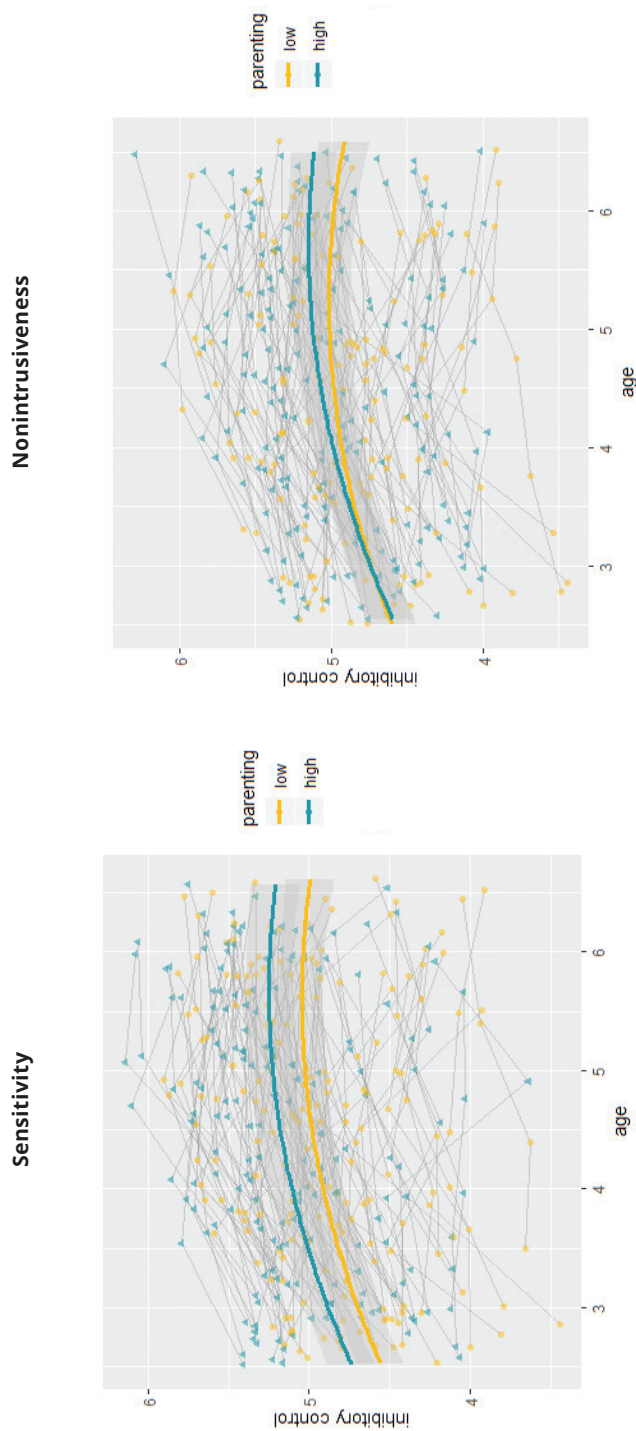 Sensitivity
inhibitory control
6
5
4
3
4
5
6
age
parenting
low
high
Nonintrusiveness
inhibitory control
6
5
4
3
4
5
6
age
parenting
low
high